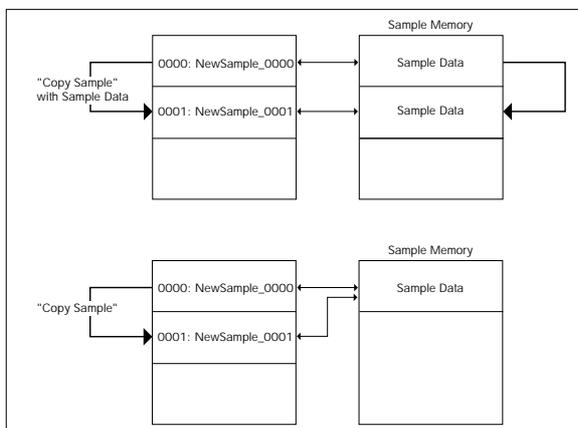 Sample Memory
0000: NewSample_0000
Sample Data
"Copy Sample"
with Sample Data
0001: NewSample_0001
Sample Data
Sample Memory
0000: NewSample_0000
Sample Data
"Copy Sample"
0001: NewSample_0001